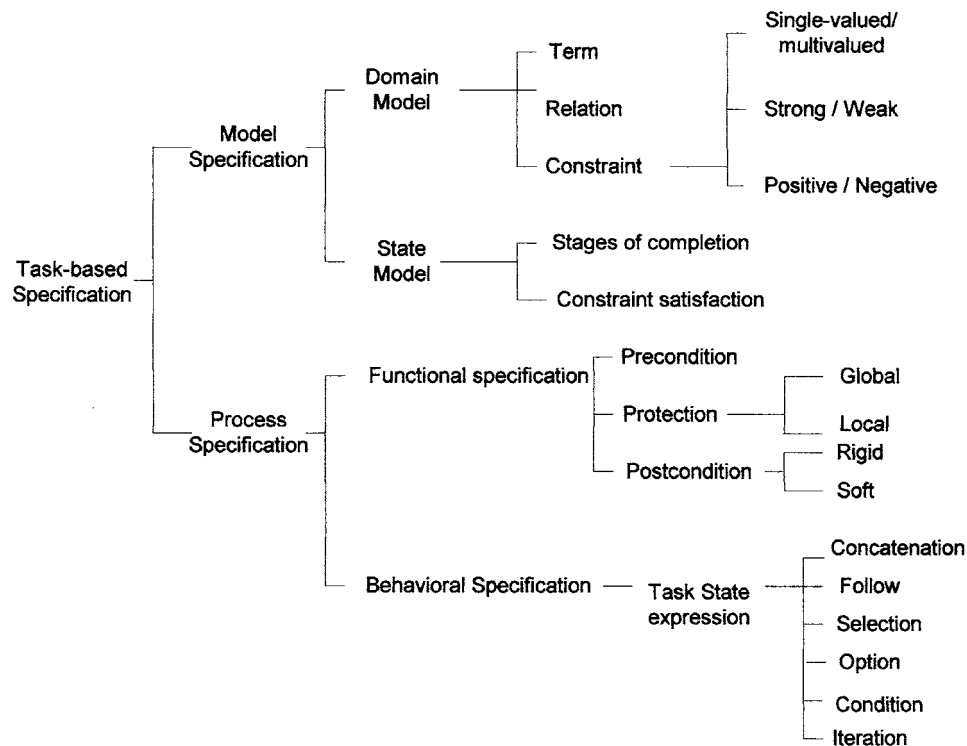 Task-based
Specification
Model
Specification
Domain
Model
Term
Relation
Constraint
Single-valued/
multivalued
Strong / Weak
Positive / Negative
State
Model
Stages of completion
Constraint satisfaction
Process
Specification
Functional specification
Precondition
Protection
Global
Local
Postcondition
Rigid
Soft
Behavioral Specification
Task State
expression
Concatenation
Follow
Selection
Option
Condition
Iteration